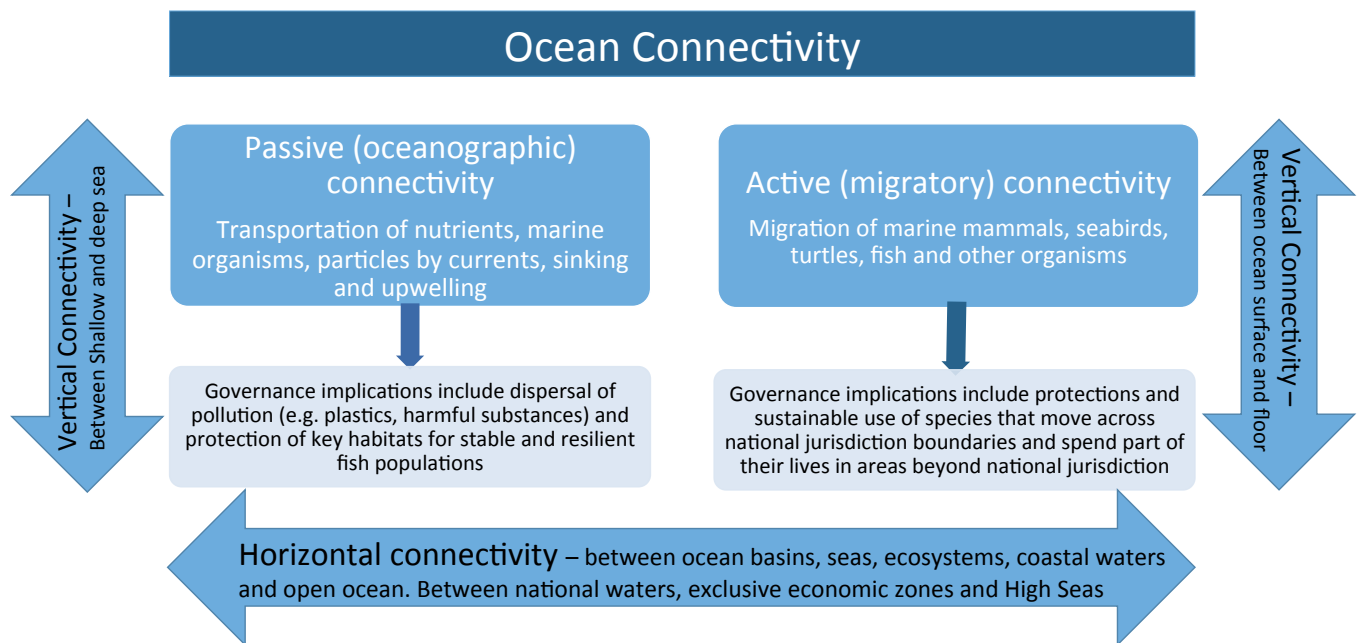 Ocean Connectivity
Vertical Connectivity –
Between Shallow and deep sea
Passive (oceanographic)
connectivity
Transportation of nutrients, marine
organisms, particles by currents, sinking
and upwelling
Governance implications include dispersal of
pollution (e.g. plastics, harmful substances) and
protection of key habitats for stable and resilient
fish populations
Active (migratory) connectivity
Migration of marine mammals, seabirds,
turtles, fish and other organisms
Governance implications include protections and
sustainable use of species that move across
national jurisdiction boundaries and spend part of
their lives in areas beyond national jurisdiction
Vertical Connectivity –
Between ocean surface and floor
Horizontal connectivity – between ocean basins, seas, ecosystems, coastal waters
and open ocean. Between national waters, exclusive economic zones and High Seas